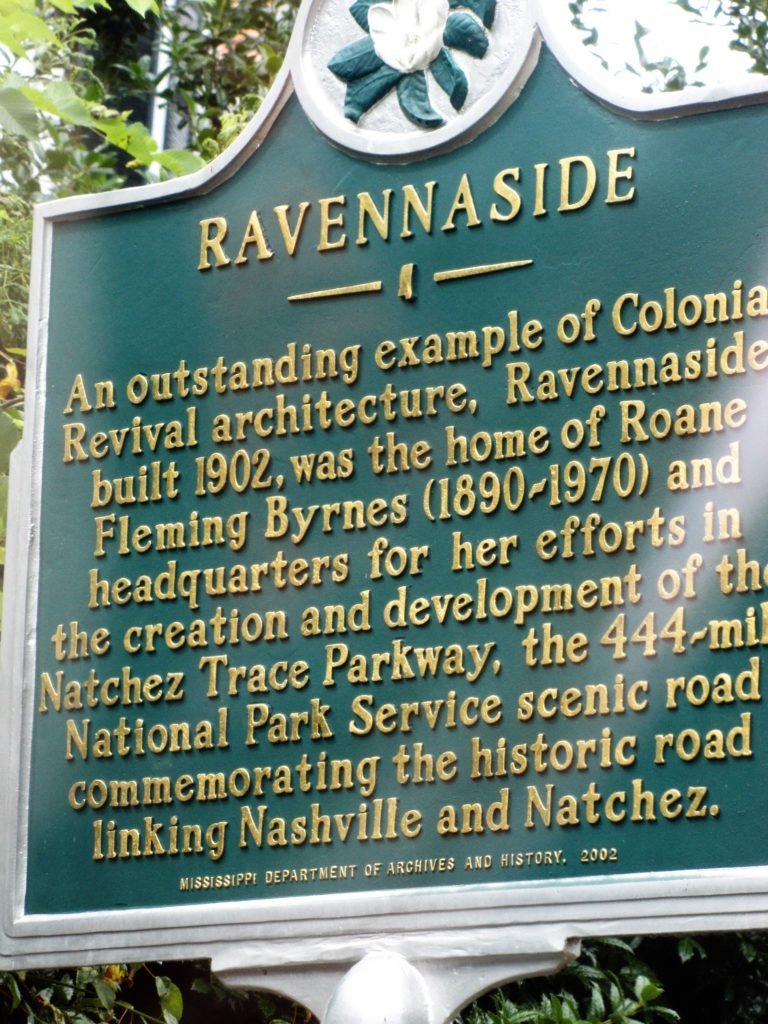 RAVENNASIDE
An outstanding example of Colonia
Revival architecture, Ravennaside
built 1902, was the home of Roane
Fleming Byrnes (1890-1970) and
headquarters for her efforts in
the creation and development of the
Natchez Trace Parkway, the 444-mil
National Park Service scenic road
commemorating the historic road
linking Nashville and Natchez.
MISSISSIPPI DEPARTMENT OF ARCHIVES AND HISTORY, 2002